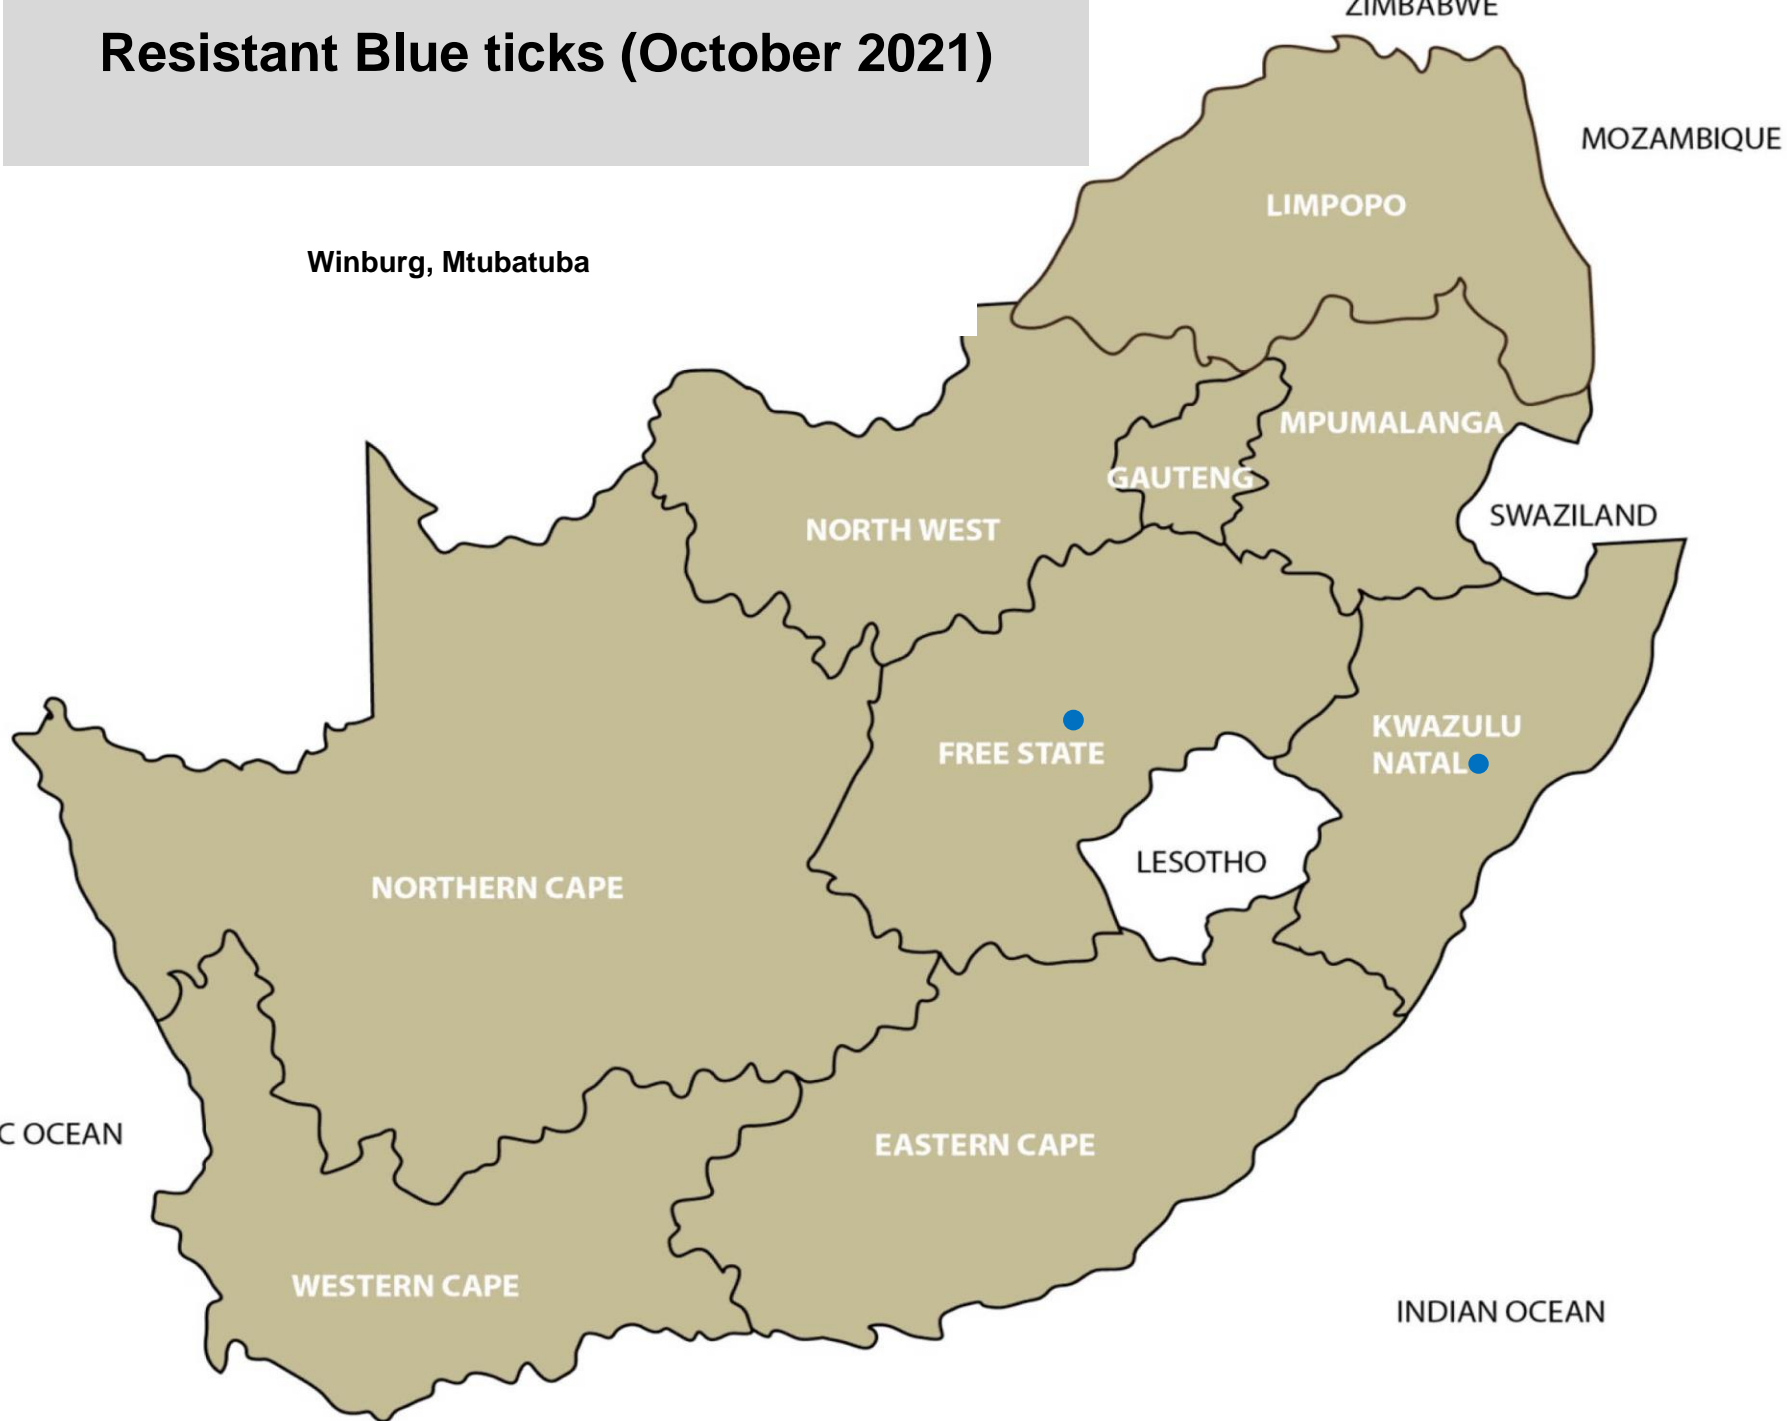 ZIMBABWE
Resistant Blue ticks (October 2021)
MOZAMBIQUE
LIMPOPO
Winburg, Mtubatuba
MPUMALANGA
GAUTENG
SWAZILAND
NORTH WEST
KWAZULU
NATAL
FREE STATE
LESOTHO
NORTHERN CAPE
C OCEAN
EASTERN CAPE
WESTERN CAPE
INDIAN OCEAN